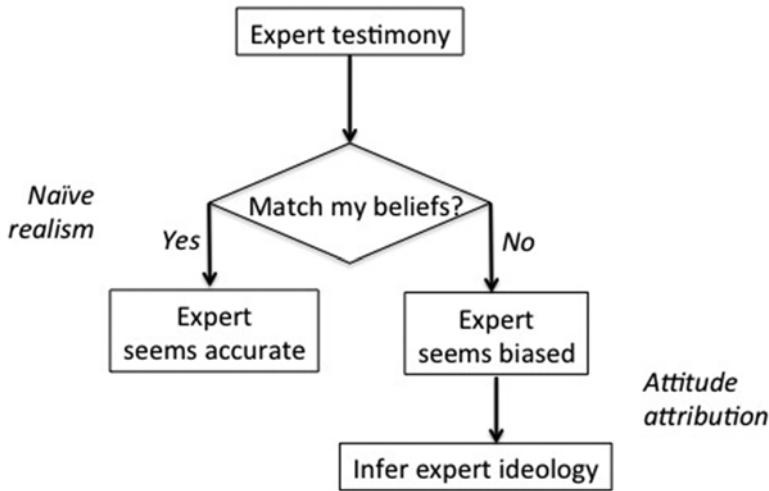 Expert testimony
Match my beliefs?
Naïve
realism
Yes
No
Expert
seems accurate
Expert
seems biased
Attitude
attribution
Infer expert ideology